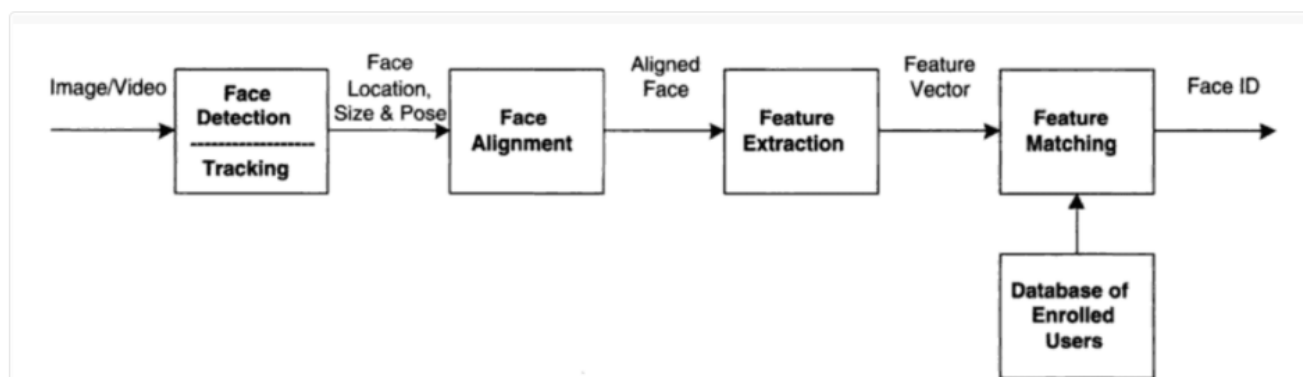 Image/Video
Face
Detection
Tracking
Face
Location,
Size & Pose
Face
Alignment
Aligned
Face
Feature
Extraction
Feature
Vector
Feature
Matching
Face ID
Database of
Enrolled
Users